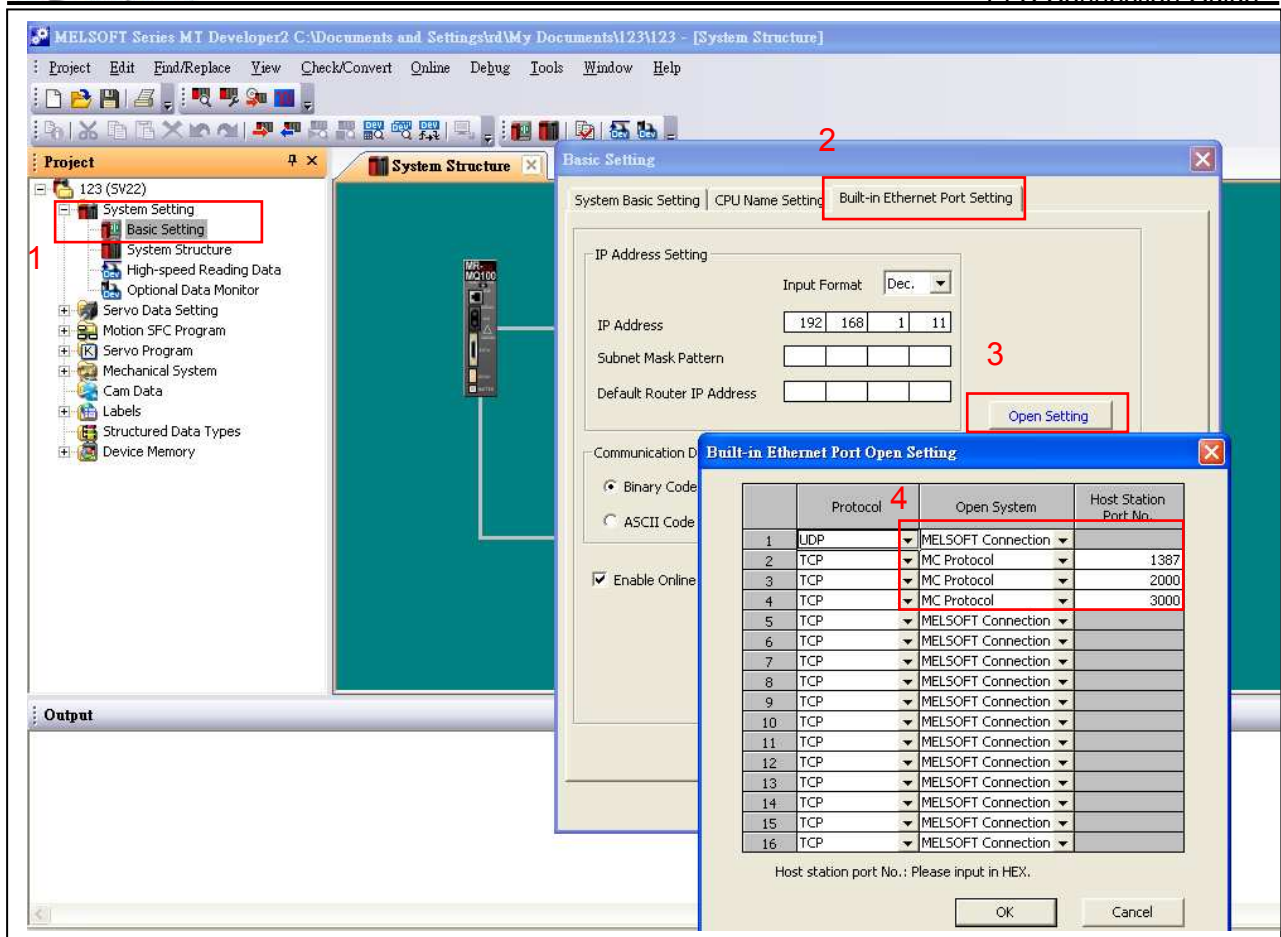 MELSOFT Series MT Developer2 C:\Documents and Settings\rd\My Documents\123\123 - [System Structure]
Project Edit Find/Replace View Check/Convert Online Debug Tools Window Help
2
Project
System Structure
Basic Setting
123 (SV22)
System Setting
Basic Setting
System Structure
High-speed Reading Data
Optional Data Monitor
Servo Data Setting
Motion SFC Program
Servo Program
Mechanical System
Cam Data
Labels
Structured Data Types
Device Memory
1
MR-
MQ100
System Basic Setting CPU Name Setting Built-in Ethernet Port Setting
IP Address Setting
Input Format Dec.
IP Address 192 168 1 11
Subnet Mask Pattern
Default Router IP Address
3
Open Setting
Communication D
Binary Code
ASCII Code
Enable Online
Built-in Ethernet Port Open Setting
4
Protocol Open System Host Station Port No.
1 UDP MELSOFT Connection
2 TCP MC Protocol 1387
3 TCP MC Protocol 2000
4 TCP MC Protocol 3000
5 TCP MELSOFT Connection
6 TCP MELSOFT Connection
7 TCP MELSOFT Connection
8 TCP MELSOFT Connection
9 TCP MELSOFT Connection
10 TCP MELSOFT Connection
11 TCP MELSOFT Connection
12 TCP MELSOFT Connection
13 TCP MELSOFT Connection
14 TCP MELSOFT Connection
15 TCP MELSOFT Connection
16 TCP MELSOFT Connection
Host station port No.: Please input in HEX.
OK Cancel
Output